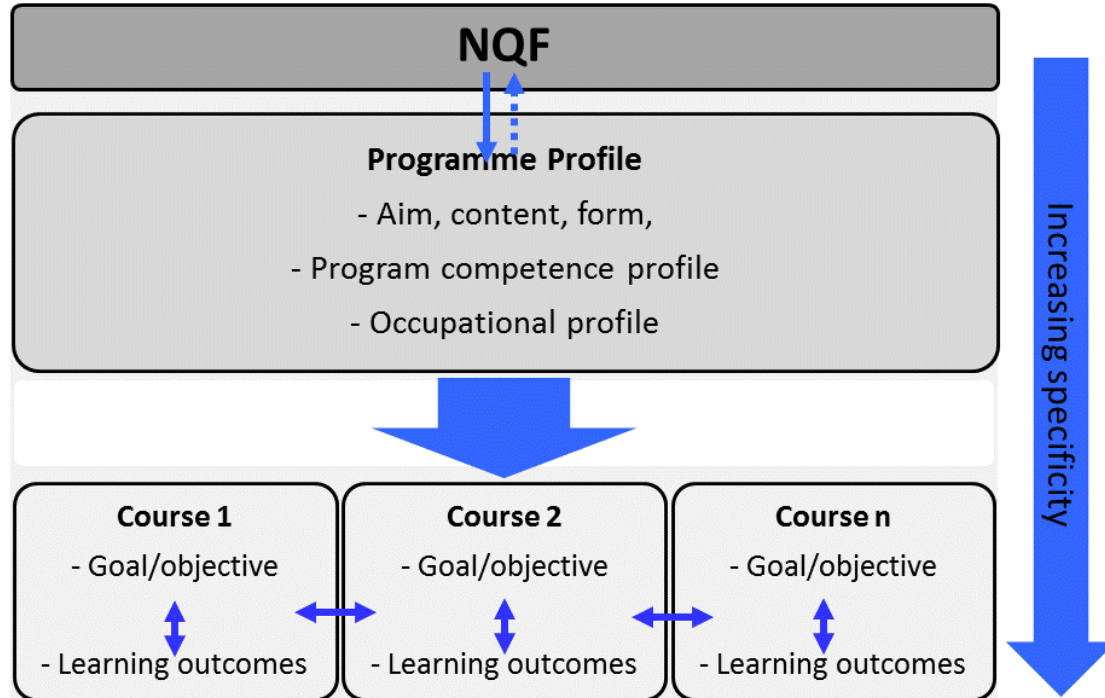 NQF
Programme Profile
- Aim, content, form,
- Program competence profile
- Occupational profile
Increasing specificity
Course 1
- Goal/objective
- Learning outcomes
Course 2
- Goal/objective
- Learning outcomes
Course n
- Goal/objective
- Learning outcomes